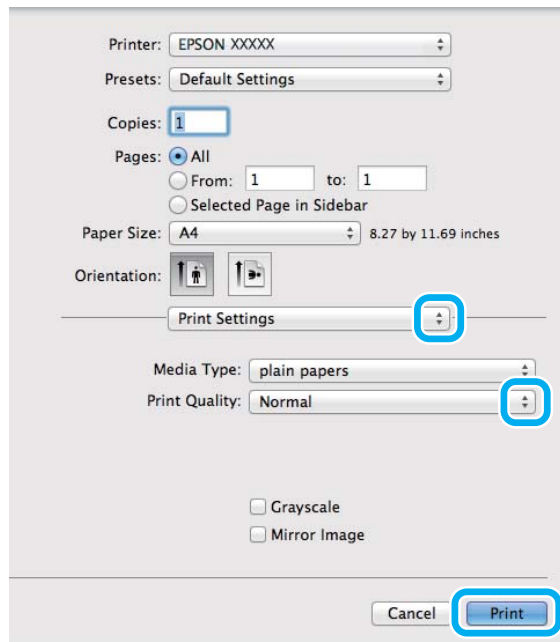 Printer: EPSON XXXXX
Presets: Default Settings
Copies: 1
Pages: All
From: 1 to: 1
Selected Page in Sidebar
Paper Size: A4 8.27 by 11.69 inches
Orientation:
Print Settings
Media Type: plain papers
Print Quality: Normal
Grayscale
Mirror Image
Cancel Print